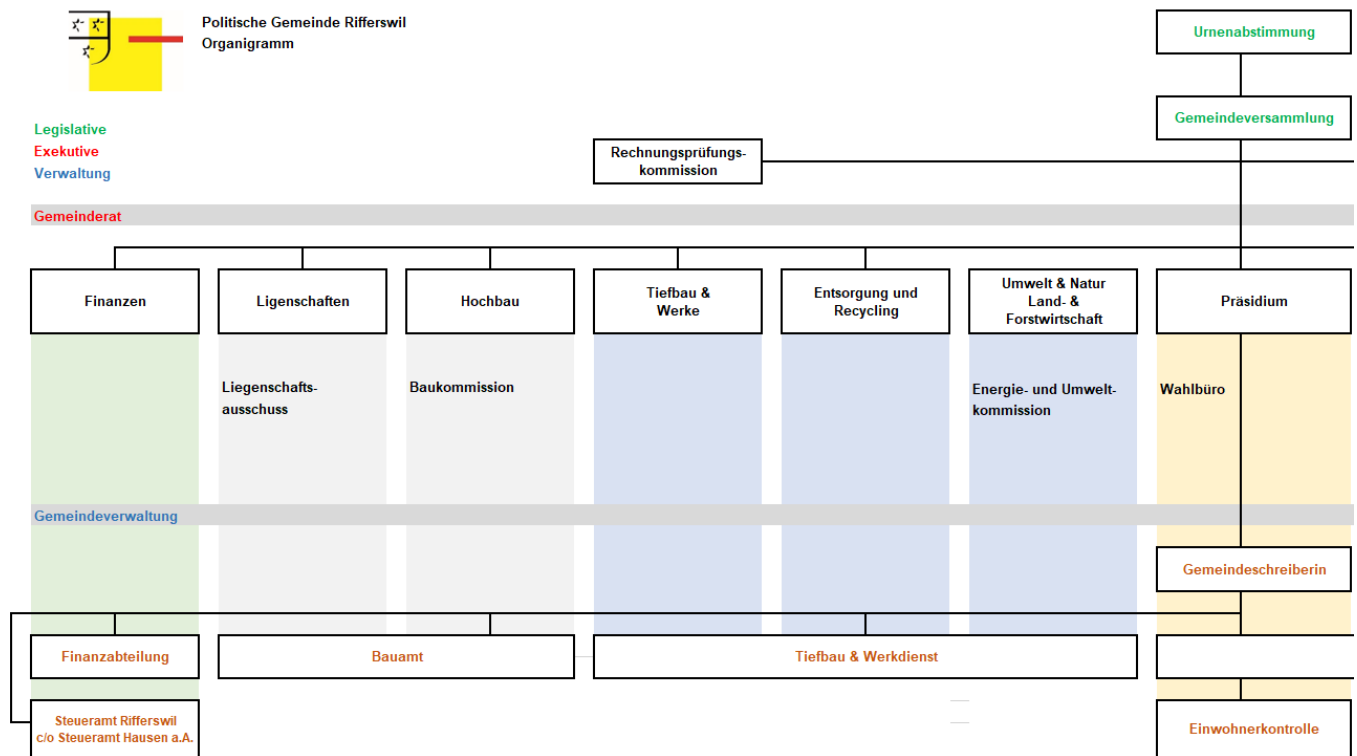 Politische Gemeinde Rifferswil
Organigramm
Urnenabstimmung
Gemeindeversammlung
Legislative
Exekutive
Verwaltung
Rechnungsprüfungs-
kommission
Gemeinderat
Finanzen
Ligenschaften
Hochbau
Tiefbau &
Werke
Entsorgung und
Recycling
Umwelt & Natur
Land- &
Forstwirtschaft
Präsidium
Liegenschafts-
ausschuss
Baukommission
Energie- und Umwelt-
kommission
Wahlbüro
Gemeindeverwaltung
Gemeindeschreiberin
Finanzabteilung
Bauamt
Tiefbau & Werkdienst
Steueramt Rifferswil
c/o Steueramt Hausen a.A.
Einwohnerkontrolle